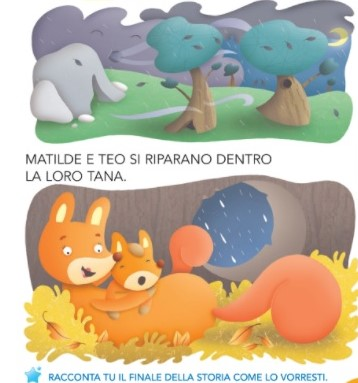 MATILDE E TEO SI RIPARANO DENTRO
LA LORO TANA.
RACCONTA TU IL FINALE DELLA STORIA COME LO VORRESTI.